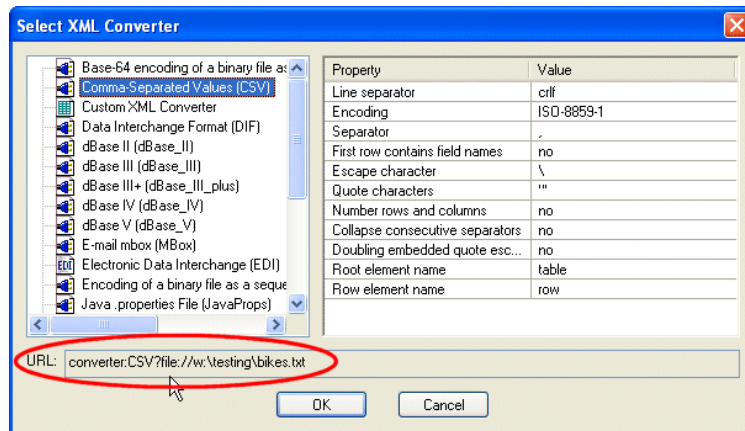 Select XML Converter
Base-64 encoding of a binary file as
Comma-Separated Values (CSV)
Custom XML Converter
Data Interchange Format (DIF)
dBase II (dBase_II)
dBase III (dBase_III)
dBase III+ (dBase_III_plus)
dBase IV (dBase_IV)
dBase V (dBase_V)
E-mail mbox (MBox)
EDI Electronic Data Interchange (EDI)
Encoding of a binary file as a seque
Java .properties File (JavaProps)
Property Value
Line separator crlf
Encoding ISO-8859-1
Separator ,
First row contains field names no
Escape character \
Quote characters '"
Number rows and columns no
Collapse consecutive separators no
Doubling embedded quote esc... no
Root element name table
Row element name row
URL: converter:CSV?file://w:\testing\bikes.txt
OK Cancel